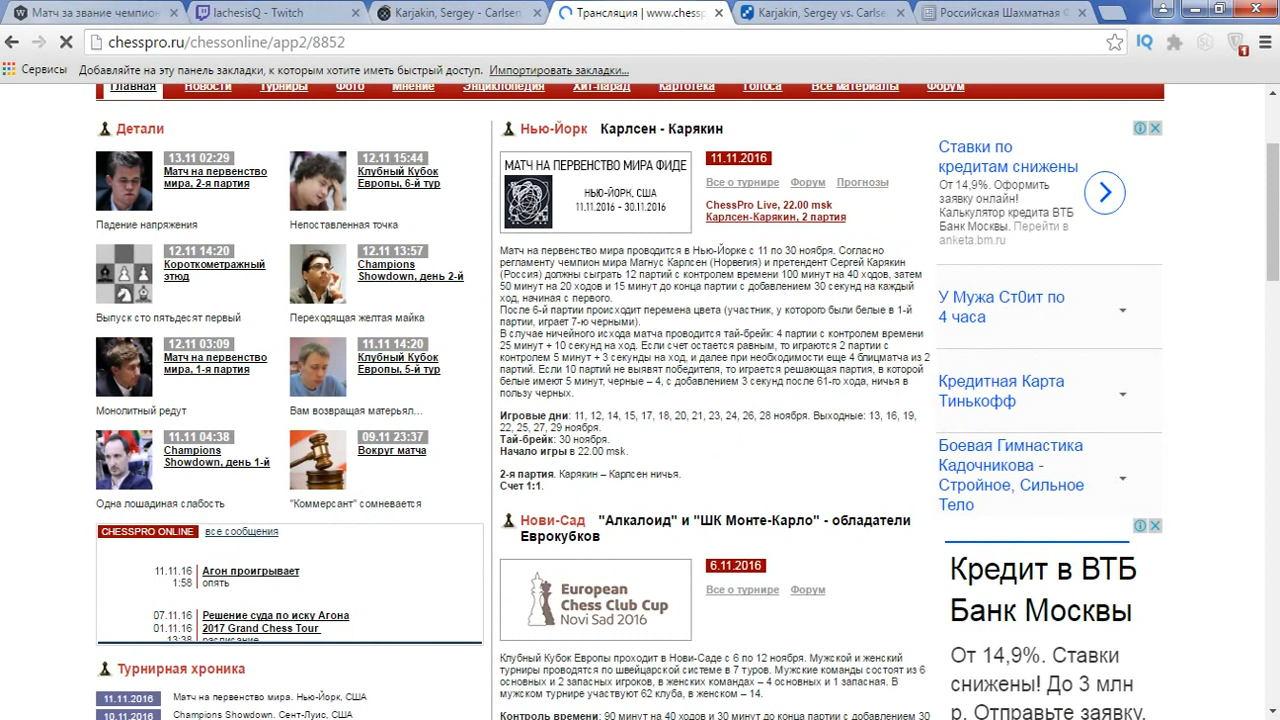 Матч за звание чемпион
lachesisQ - Twitch
Karjakin, Sergey - Carlsen
Трансляция | www.chessp
Karjakin, Sergey vs. Carlse
Российская Шахматная Ф
chesspro.ru/chessonline/app2/8852
IQ
1
Сервисы
Добавляйте на эту панель закладки, к которым хотите иметь быстрый доступ. Импортировать закладки...
Главная Новости Турниры Фото Мнение Энциклопедия Хит-парад Картотека Голоса Все материалы Форум
Детали
13.11 02:29
Матч на первенство
мира, 2-я партия
Падение напряжения
12.11 15:44
Клубный Кубок
Европы, 6-й тур
Непоставленная точка
12.11 14:20
Короткометражный
этюд
Выпуск сто пятьдесят первый
12.11 13:57
Champions
Showdown, день 2-й
Переходящая желтая майка
12.11 03:09
Матч на первенство
мира, 1-я партия
Монолитный редут
11.11 14:20
Клубный Кубок
Европы, 5-й тур
Вам возвращая матерьял...
11.11 04:38
Champions
Showdown, день 1-й
Одна лошадиная слабость
09.11 23:37
Вокруг матча
"Коммерсант" сомневается
CHESSPRO ONLINE все сообщения
11.11.16 Агон проигрывает
1:58 опять
07.11.16 Решение суда по иску Агона
01.11.16 2017 Grand Chess Tour
13:38 расписание
Турнирная хроника
11.11.2016 Матч на первенство мира. Нью-Йорк, США
10.11.2016 Champions Showdown. Сент-Луис, США
Нью-Йорк Карлсен - Карякин
МАТЧ НА ПЕРВЕНСТВО МИРА ФИДЕ
НЬЮ-ЙОРК, США
11.11.2016 - 30.11.2016
11.11.2016
Все о турнире Форум Прогнозы
ChessPro Live, 22.00 msk
Карлсен-Карякин, 2 партия
Матч на первенство мира проводится в Нью-Йорке с 11 по 30 ноября. Согласно
регламенту чемпион мира Магнус Карлсен (Норвегия) и претендент Сергей Карякин
(Россия) должны сыграть 12 партий с контролем времени 100 минут на 40 ходов, затем
50 минут на 20 ходов и 15 минут до конца партии с добавлением 30 секунд на каждый
ход, начиная с первого.
После 6-й партии происходит перемена цвета (участник, у которого были белые в 1-й
партии, играет 7-ю черными).
В случае ничейного исхода матча проводится тай-брейк: 4 партии с контролем времени
25 минут + 10 секунд на ход. Если счет остается равным, то играются 2 партии с
контролем 5 минут + 3 секунды на ход, и далее при необходимости еще 4 блицматча из 2
партий. Если 10 партий не выявят победителя, то играется решающая партия, в которой
белые имеют 5 минут, черные – 4, с добавлением 3 секунд после 61-го хода, ничья в
пользу черных.
Игровые дни: 11, 12, 14, 15, 17, 18, 20, 21, 23, 24, 26, 28 ноября. Выходные: 13, 16, 19,
22, 25, 27, 29 ноября.
Тай-брейк: 30 ноября.
Начало игры в 22.00 msk.
2-я партия. Карякин – Карлсен ничья.
Счет 1:1.
Нови-Сад "Алкалоид" и "ШК Монте-Карло" - обладатели
Еврокубков
European
Chess Club Cup
Novi Sad 2016
6.11.2016
Все о турнире Форум
Клубный Кубок Европы проходит в Нови-Саде с 6 по 12 ноября. Мужской и женский
турниры проводятся по швейцарской системе в 7 туров. Мужские команды состоят из 6
основных и 2 запасных игроков, в женских командах – 4 основных и 1 запасная. В
мужском турнире участвуют 62 клуба, в женском – 14.
Контроль времени: 90 минут на 40 ходов и 30 минут до конца партии с добавлением 30
Ставки по
кредитам снижены
От 14,9%. Оформить
заявку онлайн!
Калькулятор кредита ВТБ
Банк Москвы. Перейти в
anketa.bm.ru
У Мужа Ст0ит по
4 часа
Кредитная Карта
Тинькофф
Боевая Гимнастика
Кадочникова -
Стройное, Сильное
Тело
Кредит в ВТБ
Банк Москвы
От 14,9%. Ставки
снижены! До 3 млн
р. Отправьте заявку.